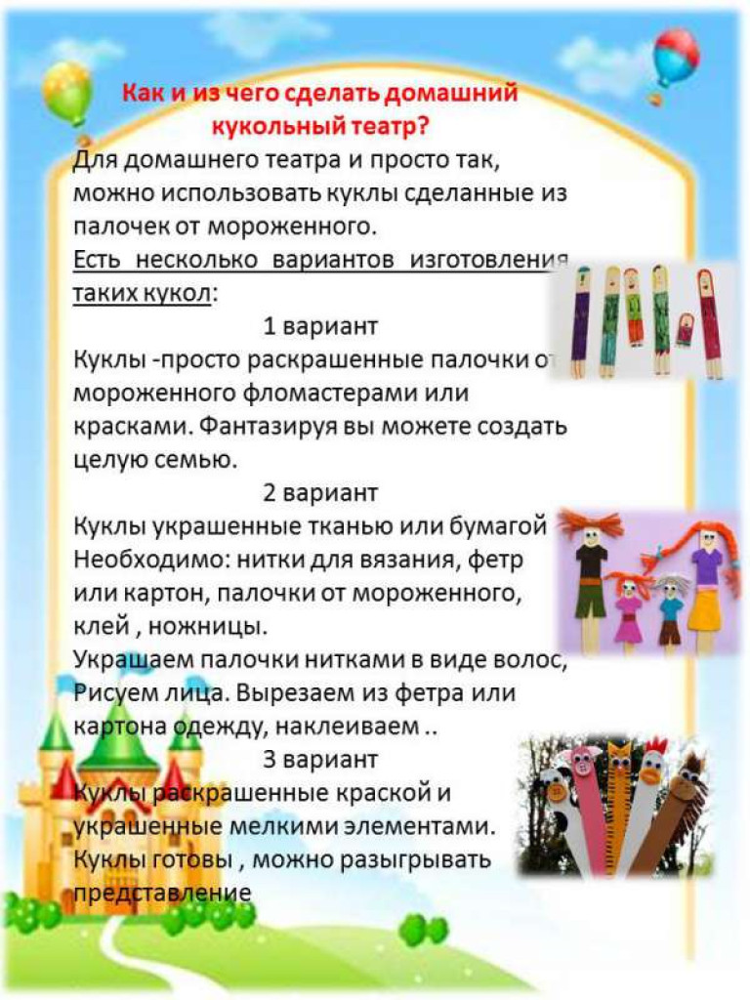 Как и из чего сделать домашний
кукольный театр?
Для домашнего театра и просто так,
можно использовать куклы сделанные из
палочек от мороженного.
Есть несколько вариантов изготовления
таких кукол:
1 вариант
Куклы -просто раскрашенные палочки от
мороженного фломастерами или
красками. Фантазируя вы можете создать
целую семью.
2 вариант
Куклы украшенные тканью или бумагой
Необходимо: нитки для вязания, фетр
или картон, палочки от мороженного,
клей , ножницы.
Украшаем палочки нитками в виде волос,
Рисуем лица. Вырезаем из фетра или
картона одежду, наклеиваем ..
3 вариант
Куклы раскрашенные краской и
украшенные мелкими элементами.
Куклы готовы , можно разыгрывать
представление